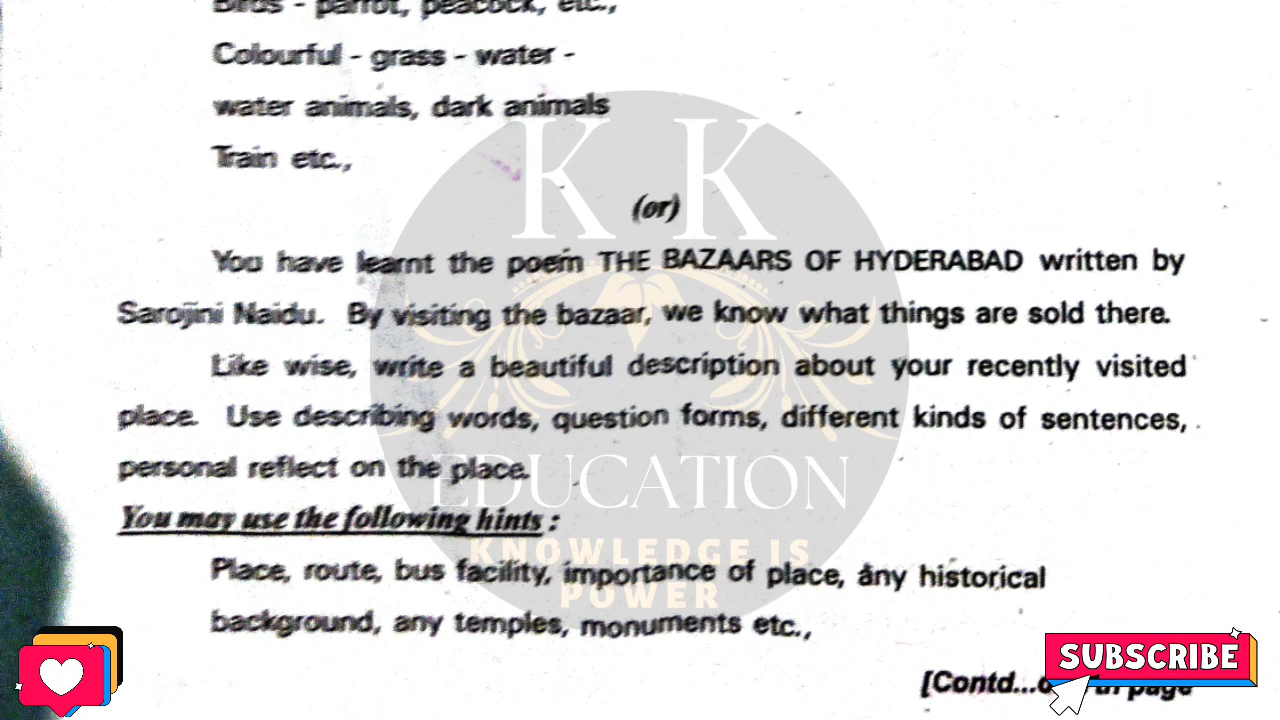 Birds - parrot, peacock, etc.,
Colourful - grass - water -
water animals, dark animals
Train etc.,
(or)
You have learnt the poem THE BAZAARS OF HYDERABAD written by
Sarojini Naidu. By visiting the bazaar, we know what things are sold there.
Like wise, write a beautiful description about your recently visited
place. Use describing words, question forms, different kinds of sentences,
personal reflect on the place.
You may use the following hints :
Place, route, bus facility, importance of place, any historical
background, any temples, monuments etc.,
[Contd... page
K K
EDUCATION
KNOWLEDGE IS
POWER
SUBSCRIBE